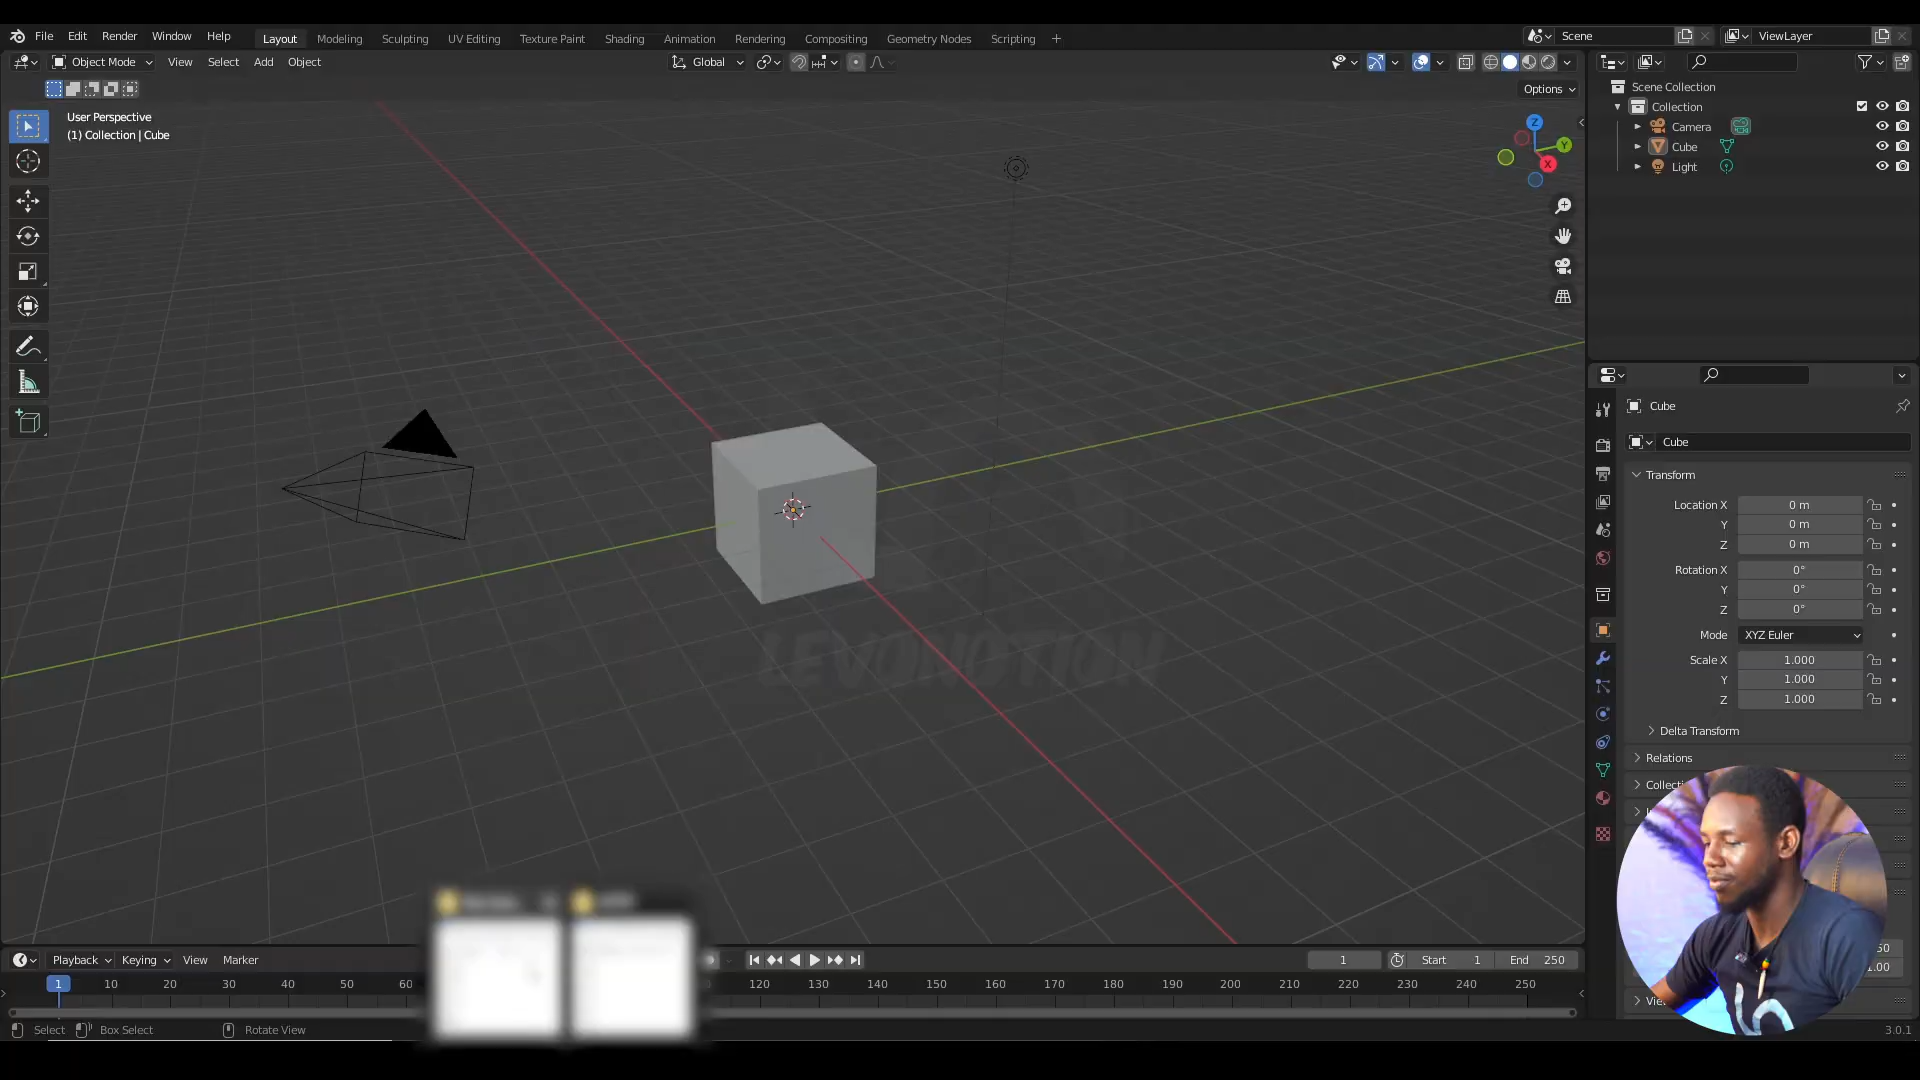 File Edit Render Window Help Layout Modeling Sculpting UV Editing Texture Paint Shading Animation Rendering Compositing Geometry Nodes Scripting + Scene ViewLayer
Object Mode View Select Add Object Global
Options
User Perspective
(1) Collection | Cube
Z
Y
X
Scene Collection
Collection
Camera
Cube
Light
Cube
Cube
Transform
Location X 0 m
Y 0 m
Z 0 m
Rotation X 0°
Y 0°
Z 0°
Mode XYZ Euler
Scale X 1.000
Y 1.000
Z 1.000
Delta Transform
Relations
LEVONOTION
Playback Keying View Marker 1 Start 1 End 250
1 10 20 30 40 50 60 120 130 140 150 160 170 180 190 200 210 220 230 240 250
Select Box Select Rotate View
3.0.1